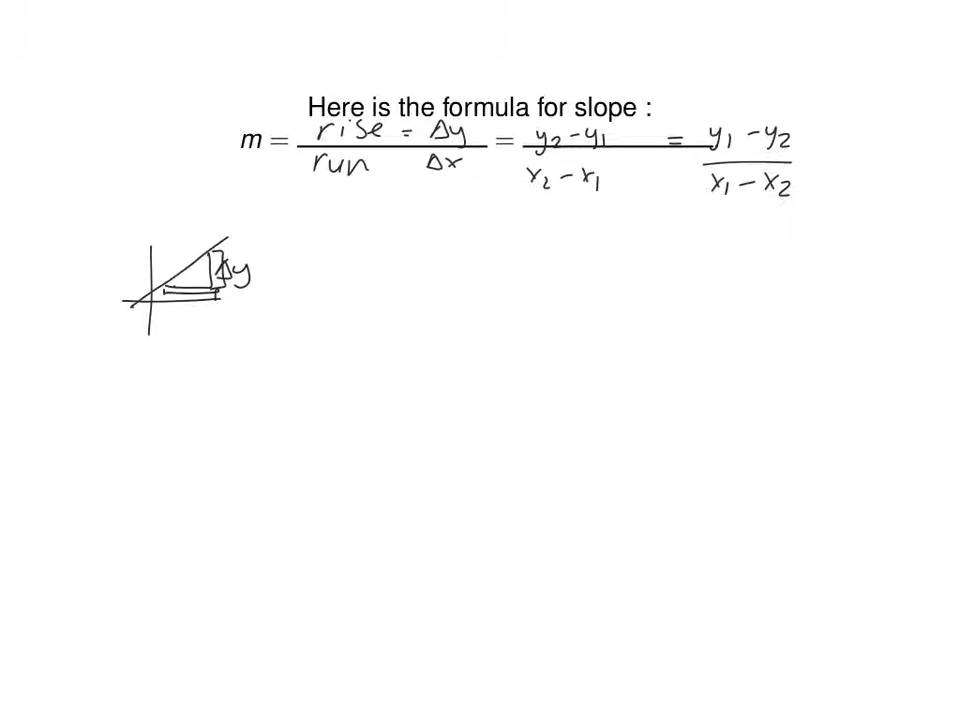 Here is the formula for slope :
m = rise = Δy = y₂ - y₁ = y₁ - y₂
run Δx x₂ - x₁ x₁ - x₂
Δy